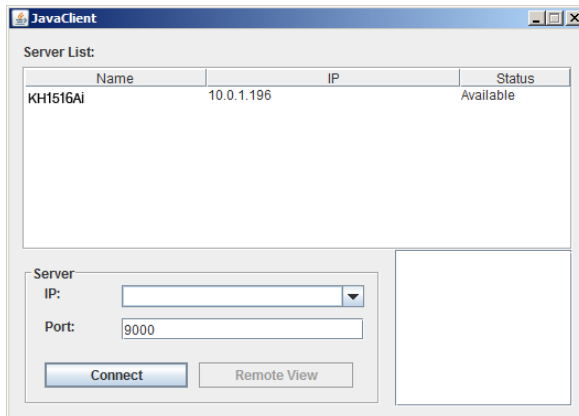 JavaClient
Server List:
Name IP Status
KH1516Ai 10.0.1.196 Available
Server
IP:
Port: 9000
Connect Remote View